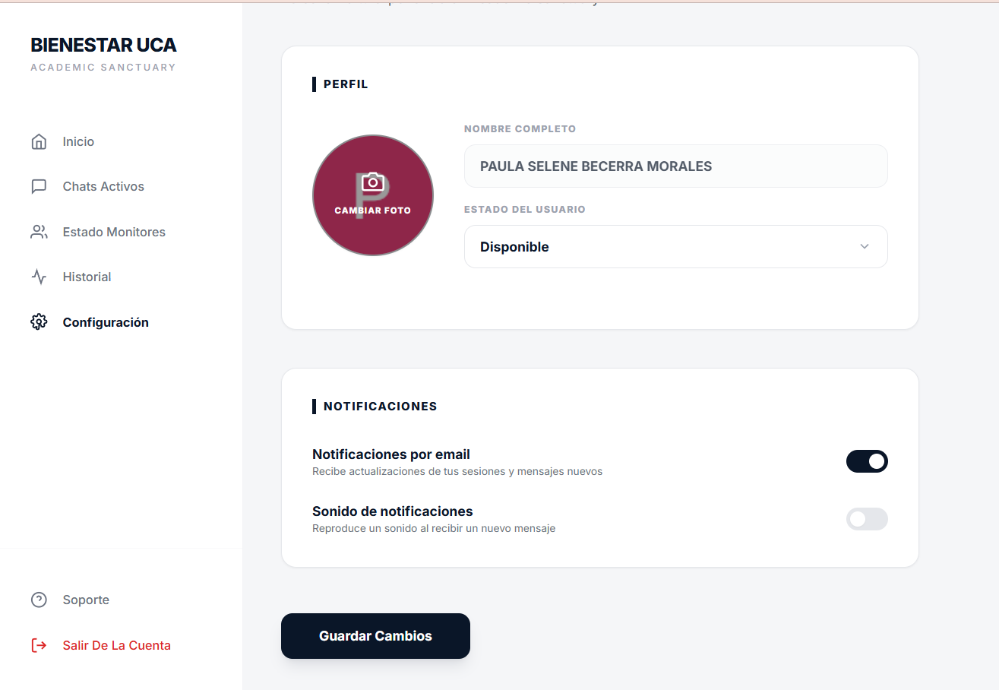 BIENESTAR UCA
ACADEMIC SANCTUARY
Inicio
Chats Activos
Estado Monitores
Historial
Configuración
Soporte
Salir De La Cuenta
PERFIL
P
CAMBIAR FOTO
NOMBRE COMPLETO
PAULA SELENE BECERRA MORALES
ESTADO DEL USUARIO
Disponible
NOTIFICACIONES
Notificaciones por email
Recibe actualizaciones de tus sesiones y mensajes nuevos
Sonido de notificaciones
Reproduce un sonido al recibir un nuevo mensaje
Guardar Cambios